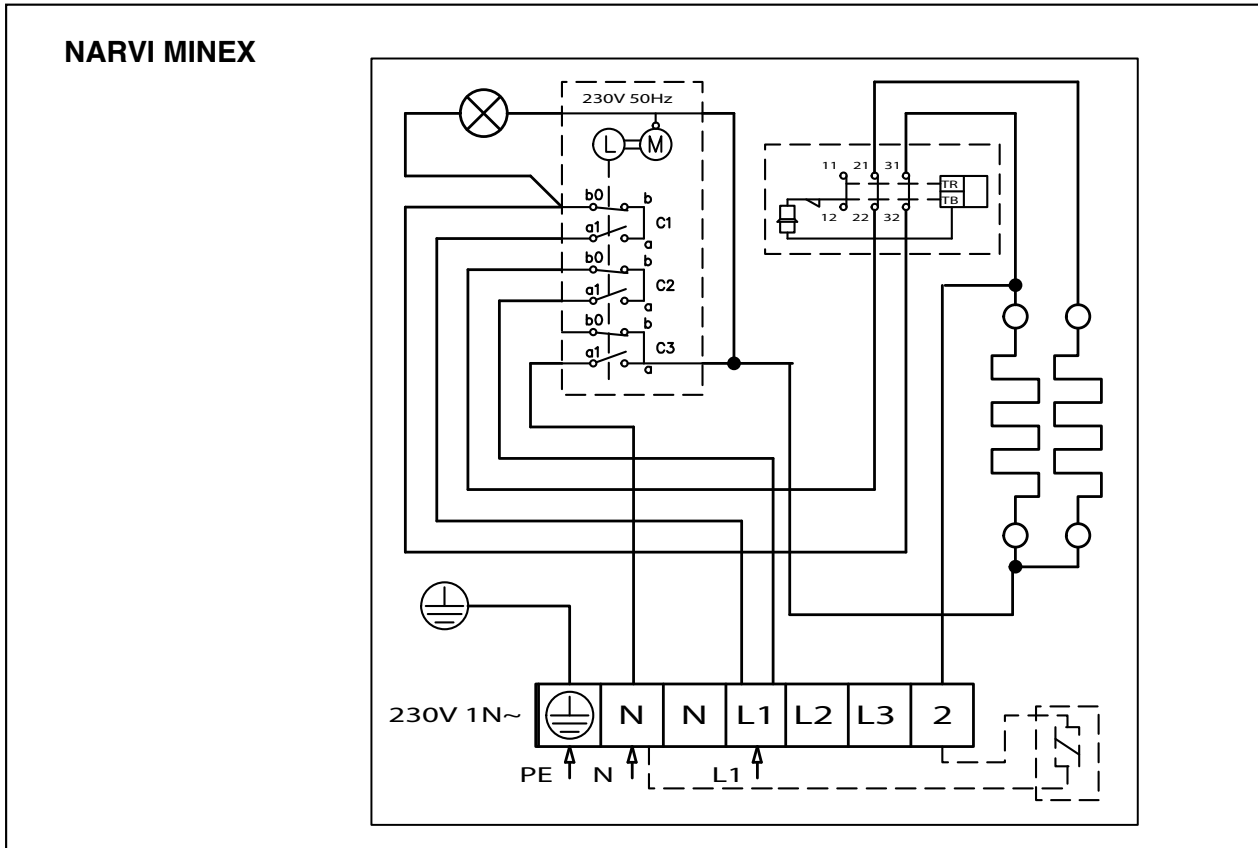 NARVI MINEX
230V 50Hz
L M
11 21 31
TR
TB
12 22 32
b0 b
C1
a1 a
b0 b
C2
a1 a
b0 b
C3
a1 a
230V 1N~ N N L1 L2 L3 2
PE N L1